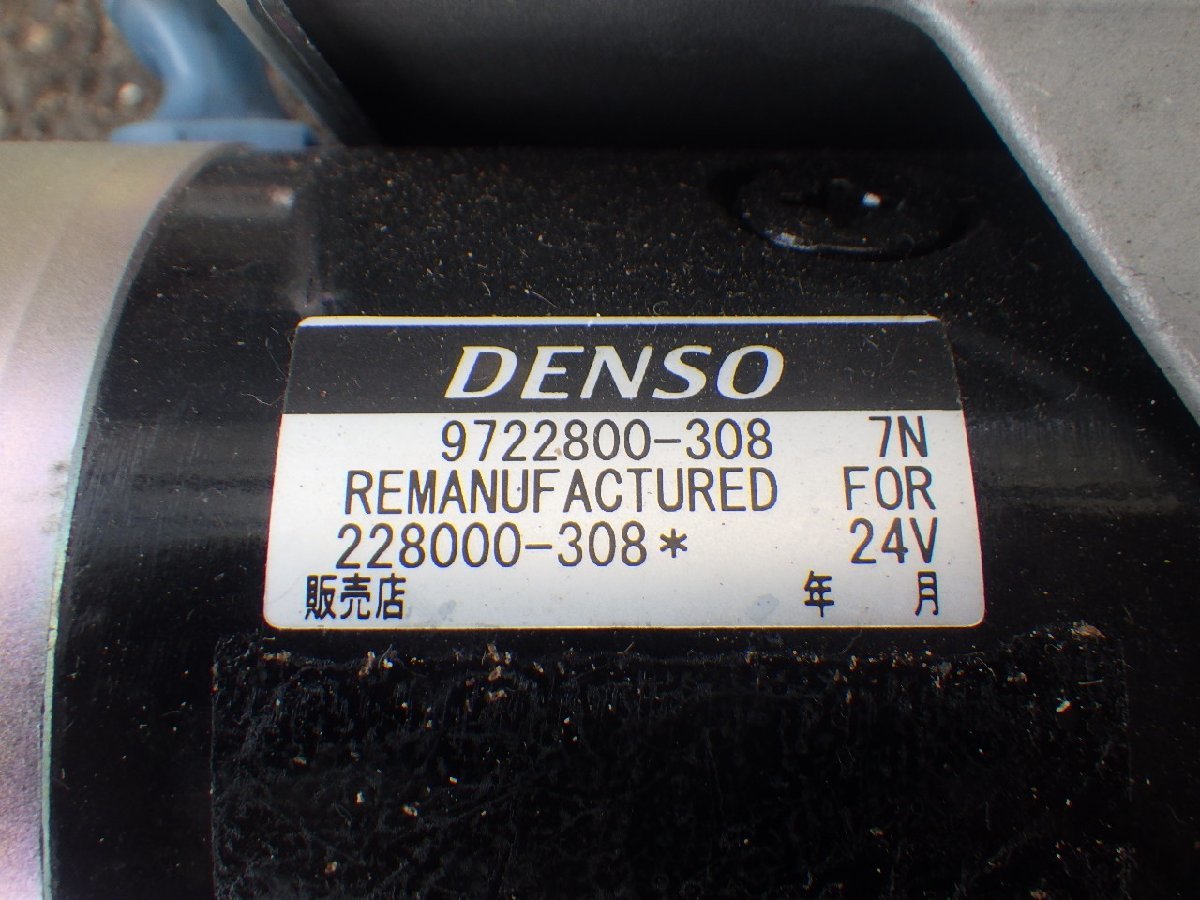 DENSO
9722800-308 7N
REMANUFACTURED FOR
228000-308* 24V
販売店 年 月